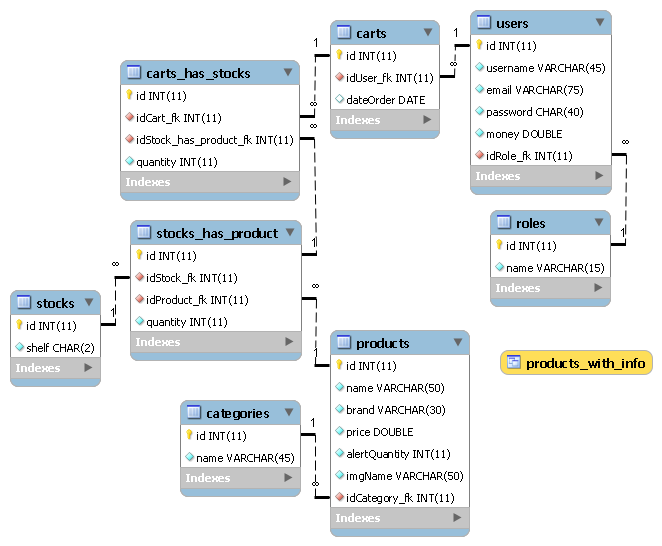 carts
id INT(11)
idUser_fk INT(11)
dateOrder DATE
Indexes
users
id INT(11)
username VARCHAR(45)
email VARCHAR(75)
password CHAR(40)
money DOUBLE
idRole_fk INT(11)
Indexes
carts_has_stocks
id INT(11)
idCart_fk INT(11)
idStock_has_product_fk INT(11)
quantity INT(11)
Indexes
1
∞
1
∞
∞
1
∞
1
roles
id INT(11)
name VARCHAR(15)
Indexes
stocks_has_product
id INT(11)
idStock_fk INT(11)
idProduct_fk INT(11)
quantity INT(11)
Indexes
∞
1
∞
1
stocks
id INT(11)
shelf CHAR(2)
Indexes
products
id INT(11)
name VARCHAR(50)
brand VARCHAR(30)
price DOUBLE
alertQuantity INT(11)
imgName VARCHAR(50)
idCategory_fk INT(11)
Indexes
products_with_info
categories
id INT(11)
name VARCHAR(45)
Indexes
1
∞